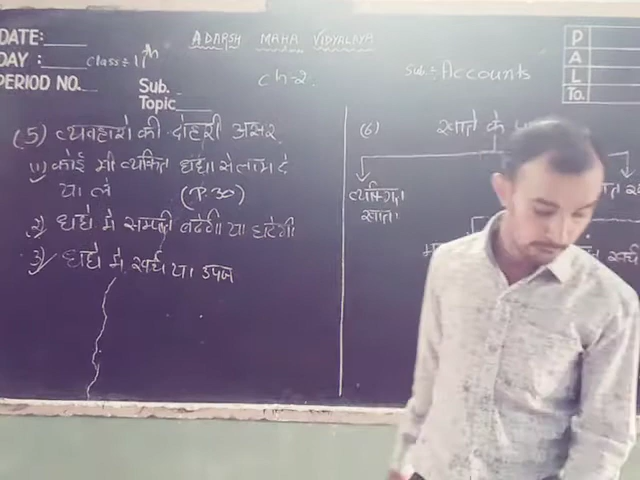 DATE:
DAY : Class÷ 11th
PERIOD NO.
Sub.
Topic
ADARSH MAHA VIDYALAYA
ch-2.
Sub÷ Accounts
P
A
L
To.
(5) व्यवहारो की दोहरी असर
(1) कोई भी व्यक्ति धंधा से लाभ दे
या ले (P.30)
2) धंधे मे सम्पती बढेगी या घटेगी
3) धंधे मे खर्च या उपज
(6) खाते के
व्यक्तिगत
खाता
खर्च